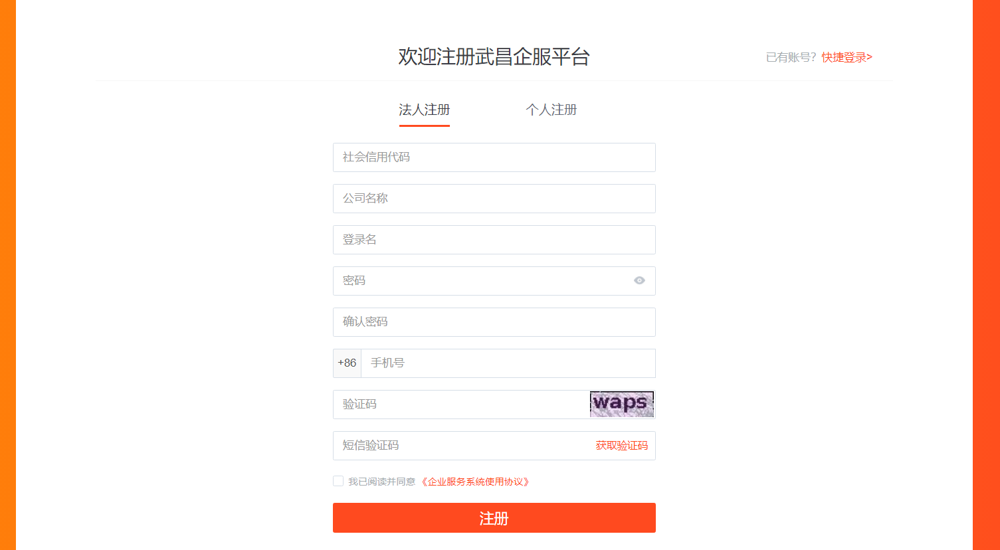 欢迎注册武昌企服平台
已有账号？快捷登录>
法人注册 个人注册
社会信用代码
公司名称
登录名
密码
确认密码
+86 手机号
验证码 waps
短信验证码 获取验证码
我已阅读并同意《企业服务系统使用协议》
注册